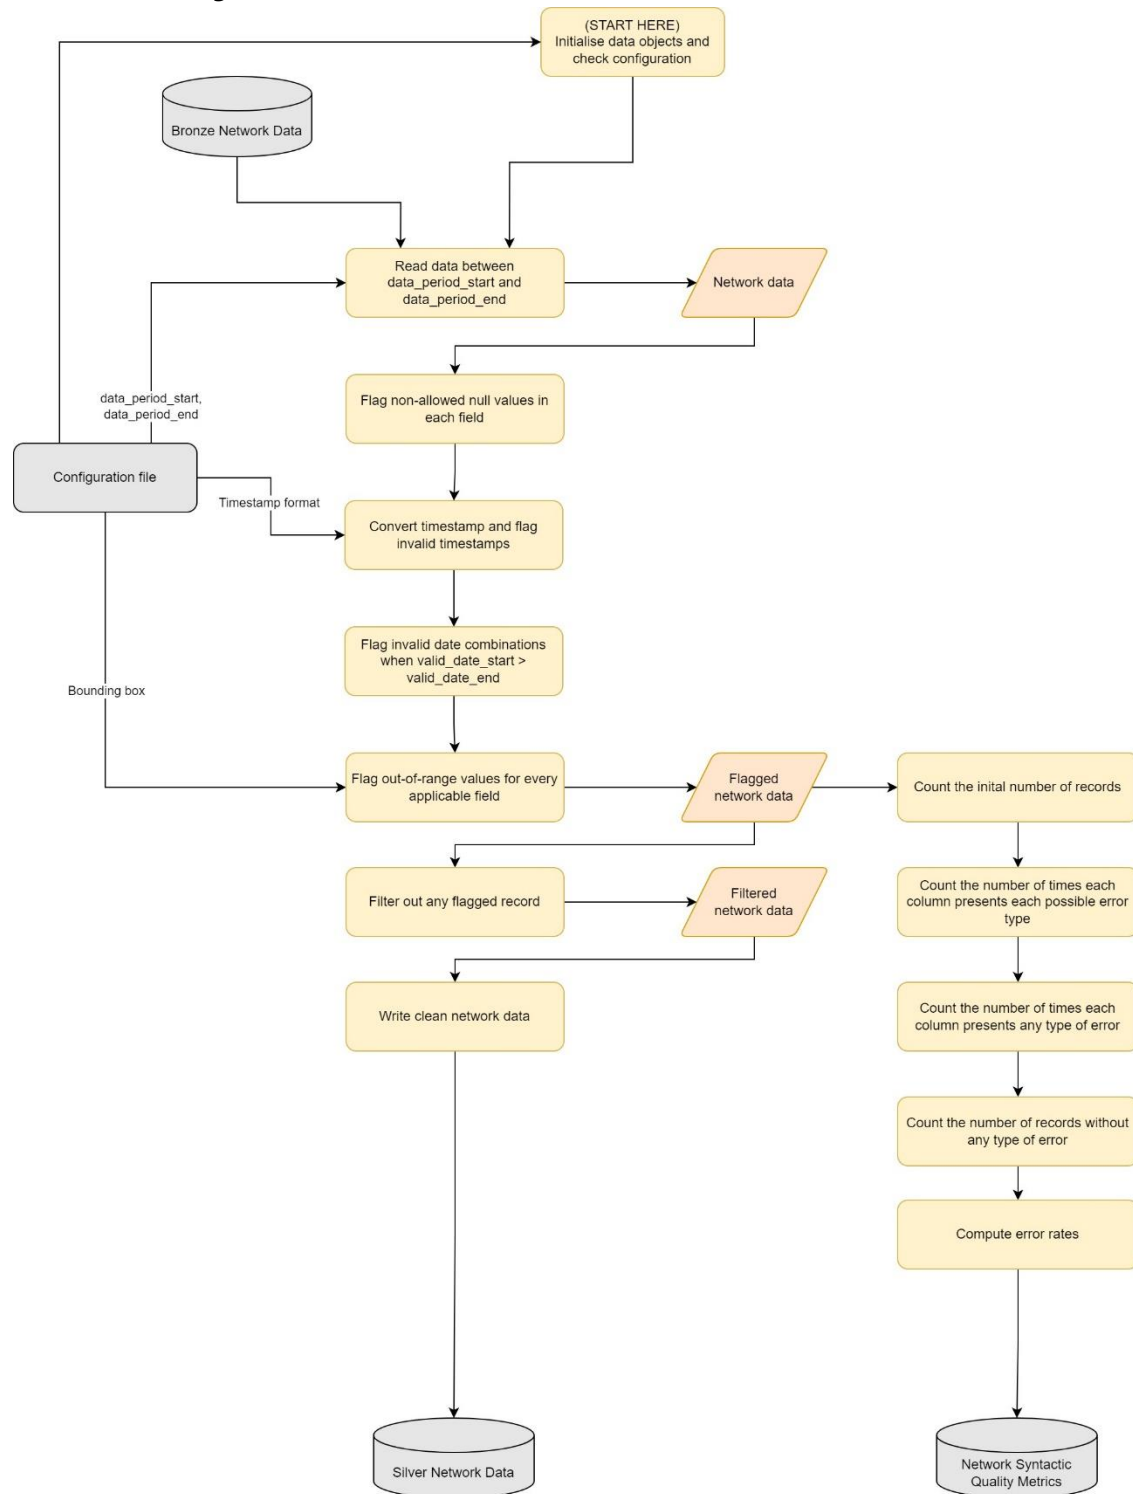 (START HERE)
Initialise data objects and
check configuration
Bronze Network Data
Read data between
data_period_start and
data_period_end
Network data
Flag non-allowed null values in
each field
data_period_start,
data_period_end
Configuration file
Timestamp format
Convert timestamp and flag
invalid timestamps
Flag invalid date combinations
when valid_date_start >
valid_date_end
Bounding box
Flag out-of-range values for every
applicable field
Flagged
network data
Count the inital number of records
Filter out any flagged record
Filtered
network data
Count the number of times each
column presents each possible error
type
Write clean network data
Count the number of times each
column presents any type of error
Count the number of records without
any type of error
Compute error rates
Silver Network Data
Network Syntactic
Quality Metrics